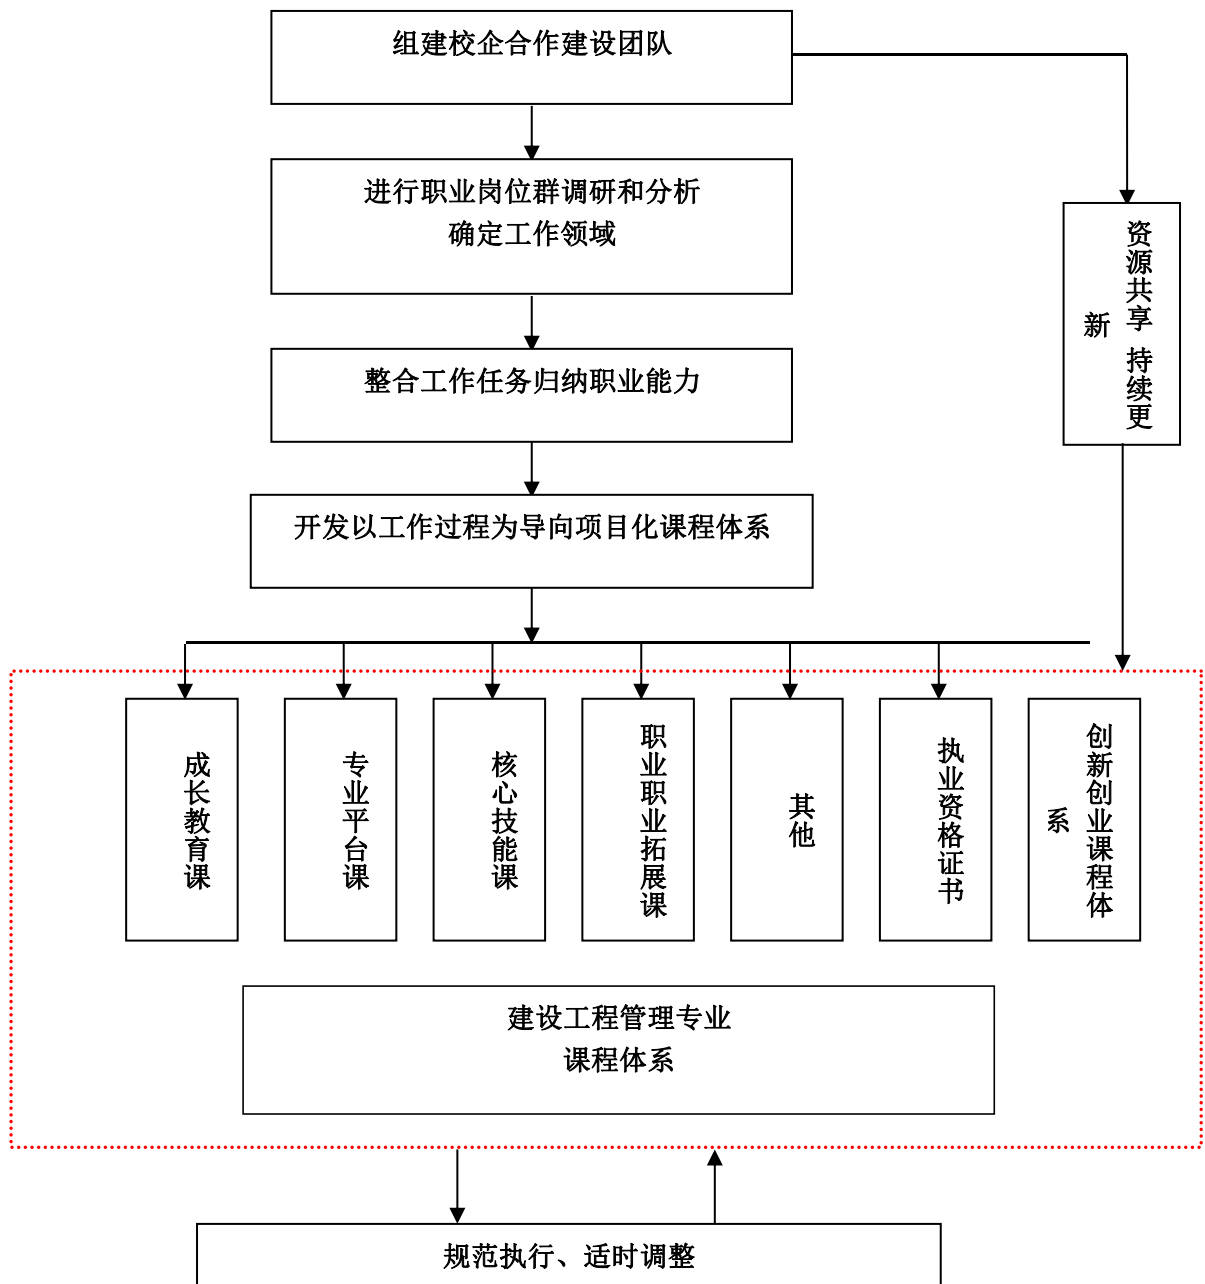 组建校企合作建设团队
进行职业岗位群调研和分析
确定工作领域
资源共享 持续更
新
整合工作任务归纳职业能力
开发以工作过程为导向项目化课程体系
成长教育课
专业平台课
核心技能课
职业职业拓展课
其他
执业资格证书
创新创业课程体
系
建设工程管理专业
课程体系
规范执行、适时调整